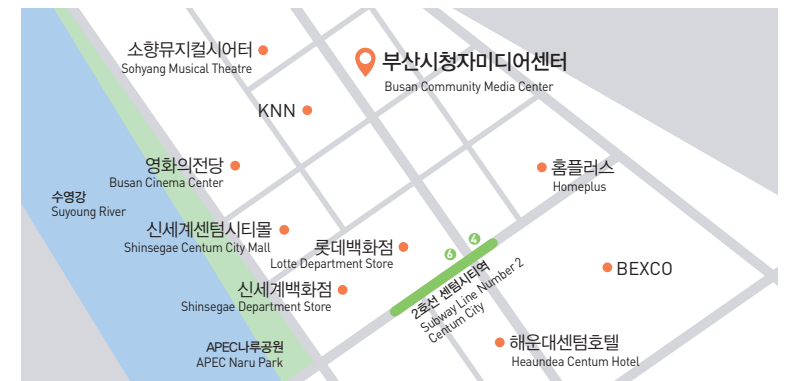 소향뮤지컬시어터
Sohyang Musical Theatre
부산시청자미디어센터
Busan Community Media Center
KNN
영화의전당
Busan Cinema Center
홈플러스
Homeplus
수영강
Suyoung River
신세계센텀시티몰
Shinsegae Centum City Mall
롯데백화점
Lotte Department Store
4
6
2호선 센텀시티역
Subway Line Number 2
Centum City
BEXCO
신세계백화점
Shinsegae Department Store
APEC나루공원
APEC Naru Park
해운대센텀호텔
Heaundea Centum Hotel